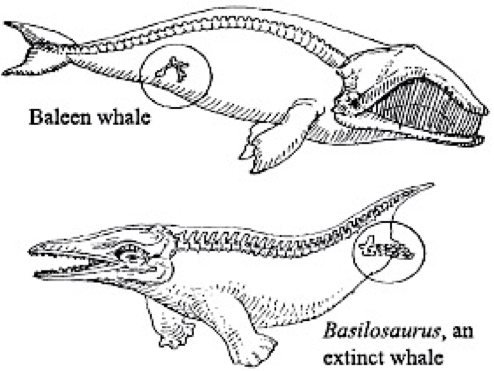 Baleen whale
Basilosaurus, an
extinct whale